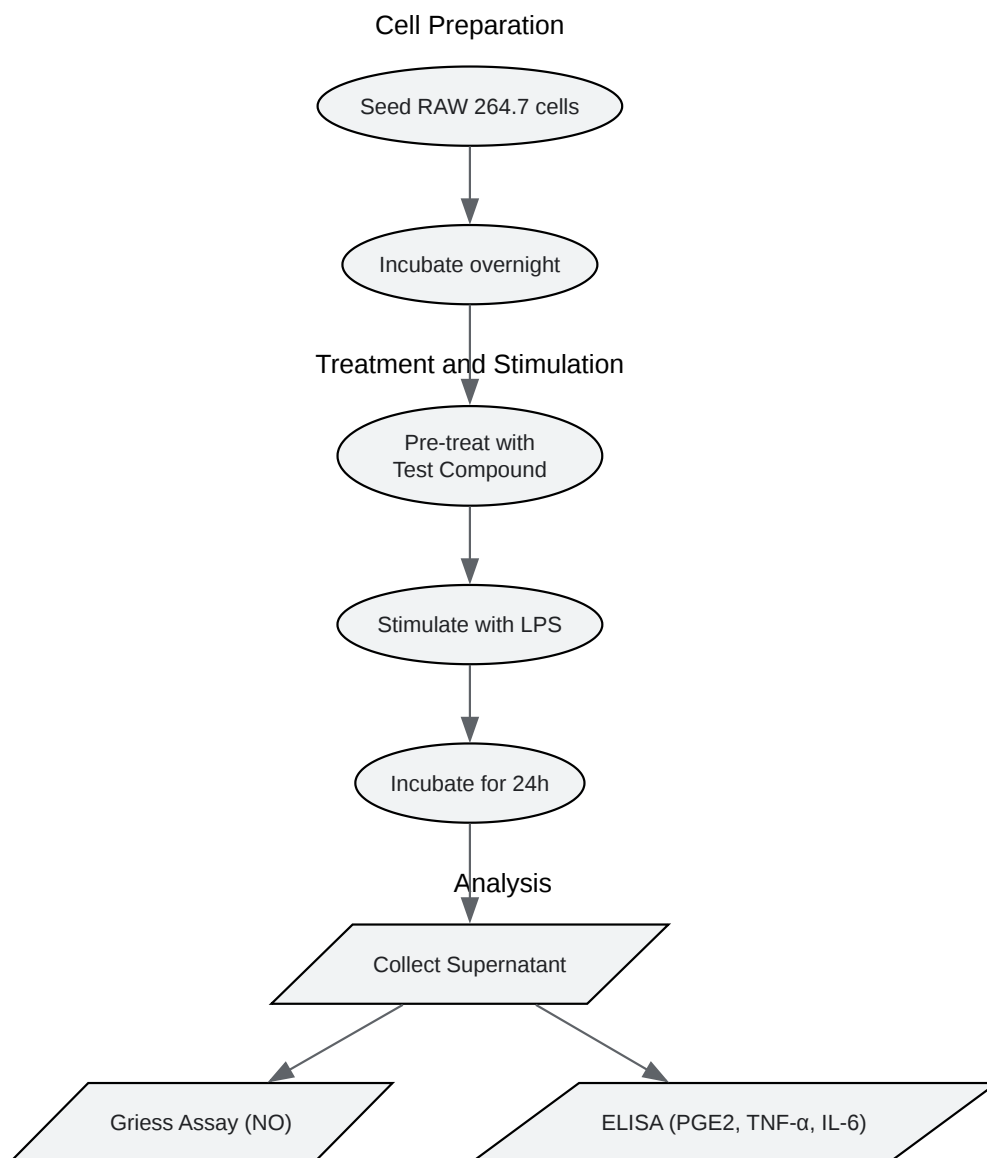 Cell Preparation
Seed RAW 264.7 cells
Incubate overnight
Treatment and Stimulation
Pre-treat with
Test Compound
Stimulate with LPS
Incubate for 24h
Analysis
Collect Supernatant
Griess Assay (NO)
ELISA (PGE2, TNF-α, IL-6)